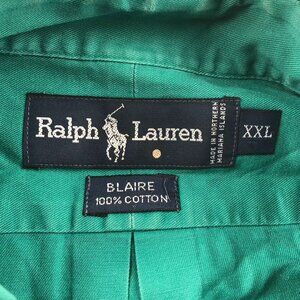 Ralph Lauren
MADE IN NORTHERN
MARIANA ISLANDS
XXL
BLAIRE
100% COTTON